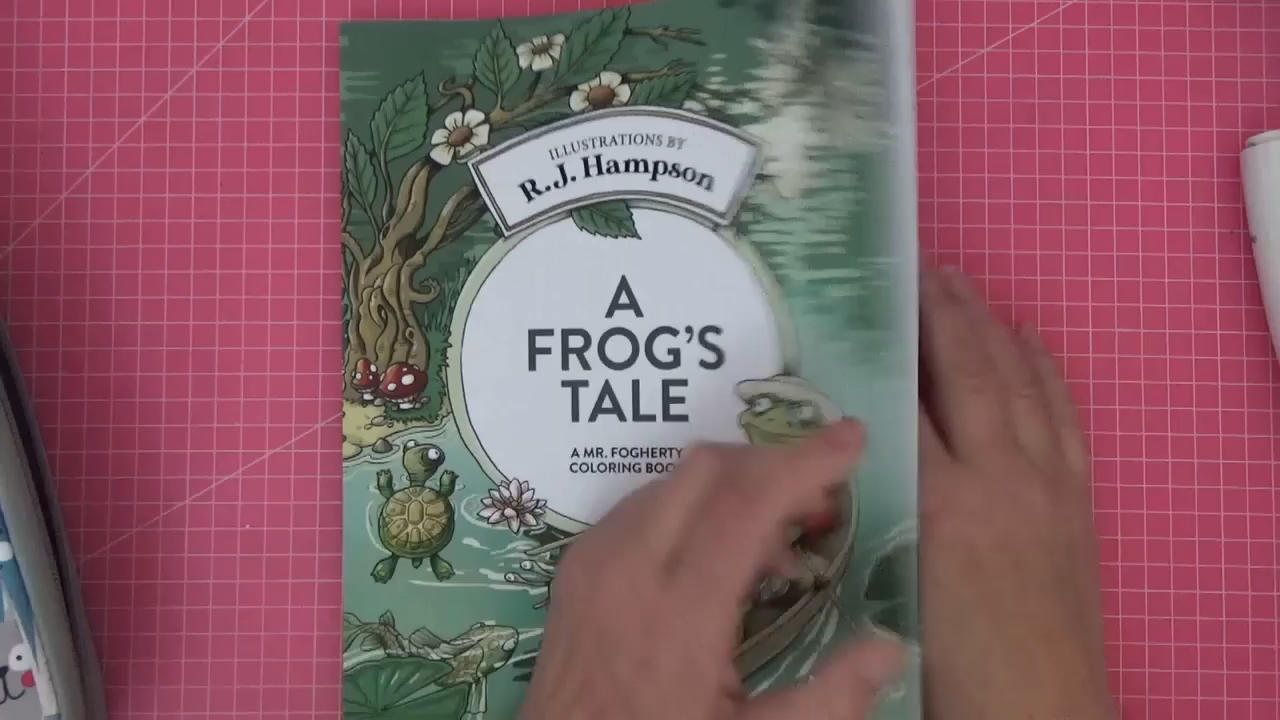 ILLUSTRATIONS BY
R.J. Hampson
A
FROG'S
TALE
A MR. FOGHERTY
COLORING BOO